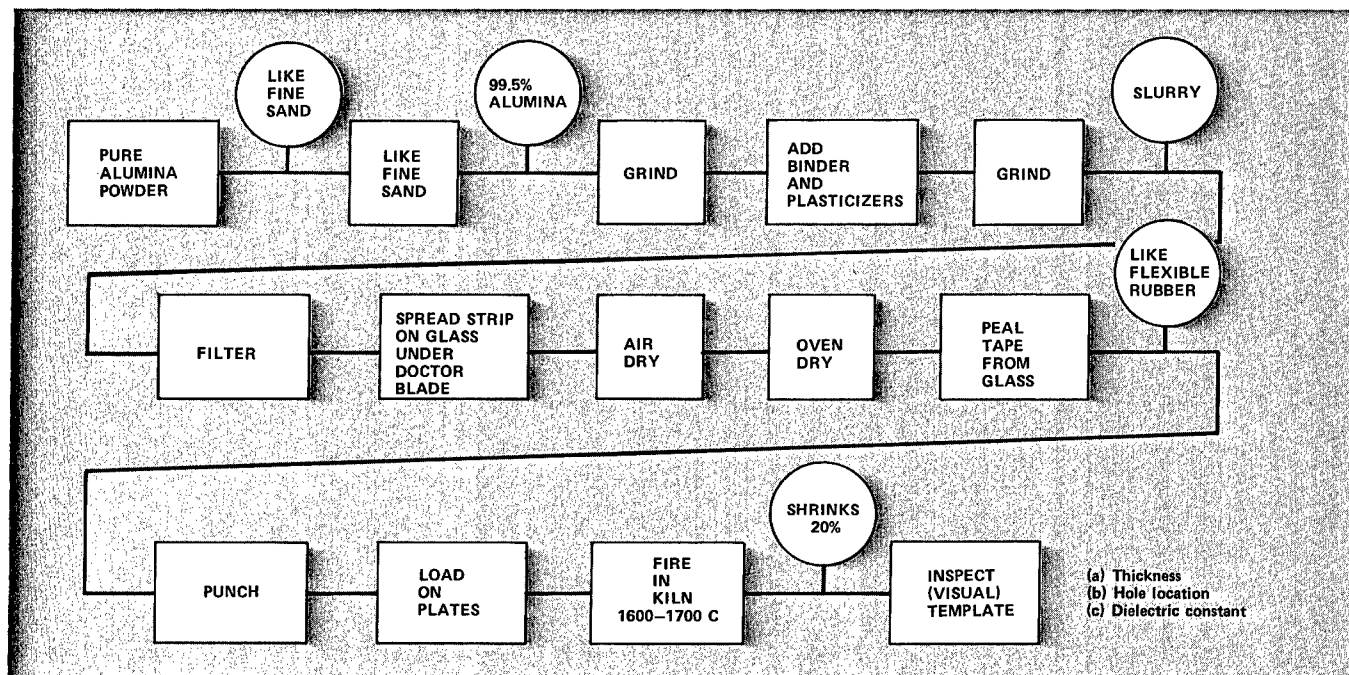 LIKE
FINE
SAND
99.5%
ALUMINA
SLURRY
PURE
ALUMINA
POWDER
LIKE
FINE
SAND
GRIND
ADD
BINDER
AND
PLASTICIZERS
GRIND
LIKE
FLEXIBLE
RUBBER
FILTER
SPREAD STRIP
ON GLASS
UNDER
DOCTOR
BLADE
AIR
DRY
OVEN
DRY
PEAL
TAPE
FROM
GLASS
SHRINKS
20%
PUNCH
LOAD
ON
PLATES
FIRE
IN
KILN
1600–1700 C
INSPECT
(VISUAL)
TEMPLATE
(a) Thickness
(b) Hole location
(c) Dielectric constant